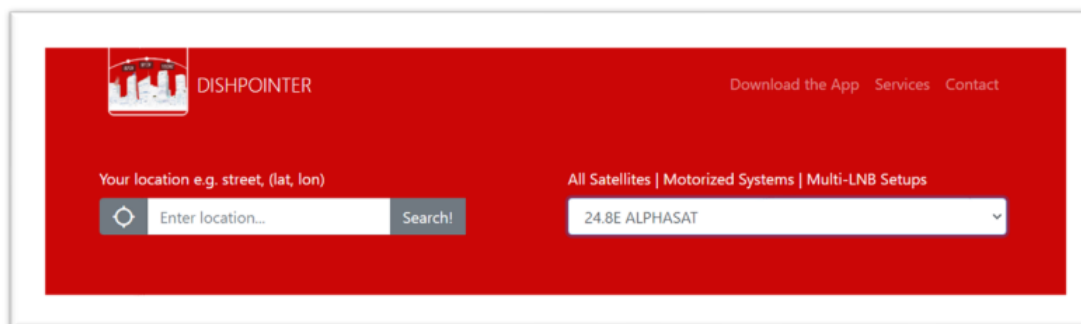 DISHPOINTER
Download the App Services Contact
Your location e.g. street, (lat, lon)
All Satellites | Motorized Systems | Multi-LNB Setups
Enter location... Search!
24.8E ALPHASAT